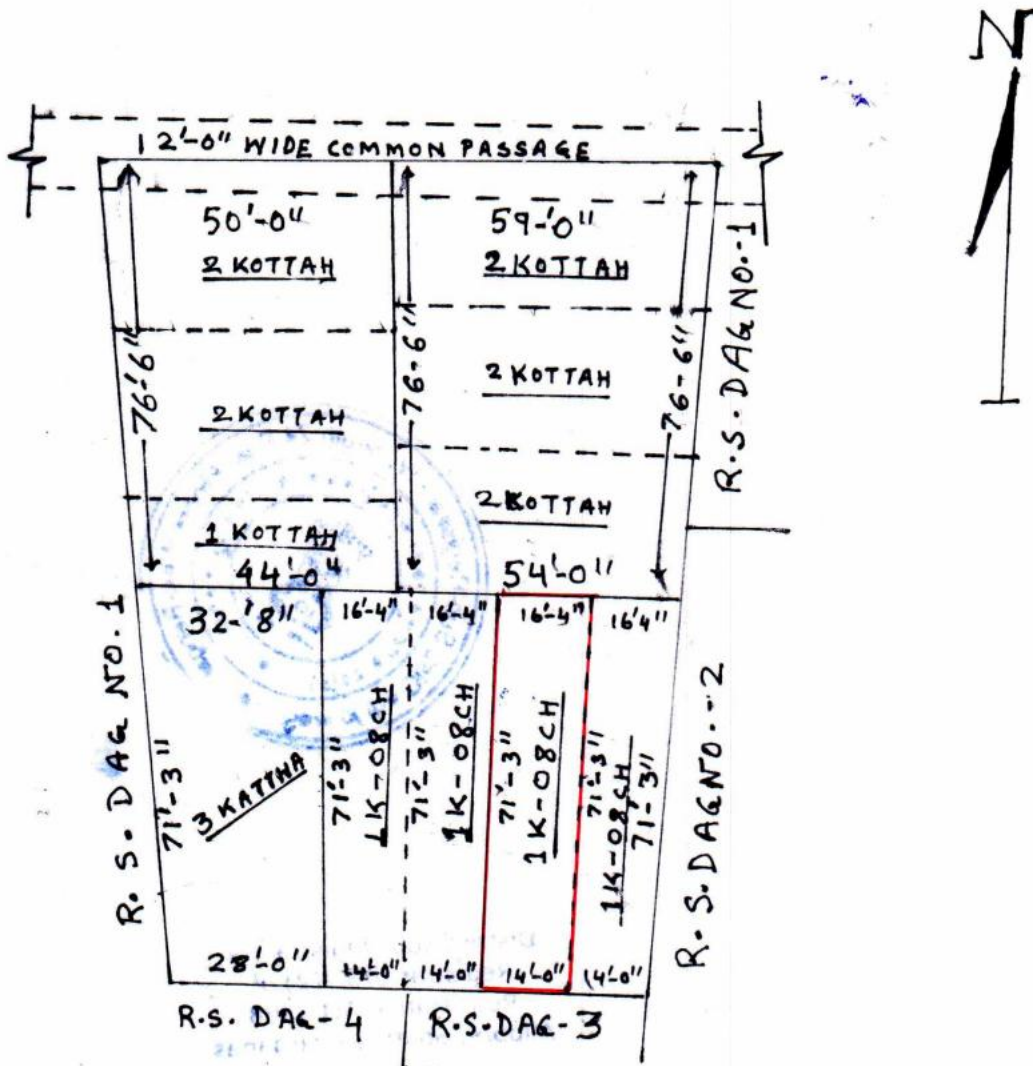 N
12'-0" WIDE COMMON PASSAGE
50'-0"
59'-0"
2 KOTTAH
2 KOTTAH
R.S. DAG NO.-1
76'-6"
76-6"
76-6"
2 KOTTAH
2 KOTTAH
2 KOTTAH
1 KOTTAH
44'-0"
54'-0"
32-'8"
16'-4"
16'-4"
16'-4"
16'4"
R.S. DAG NO. 1
71'-3"
3 KATTHA
71'-3"
1K-08CH
71'-3"
1K-08CH
71'-3"
1K-08CH
71'-3"
1K-08CH
71'-3"
R.S. DAG NO.-2
28'-0"
14'-0"
14'-0"
14'-0"
14'-0"
R.S. DAG-4
R.S. DAG-3